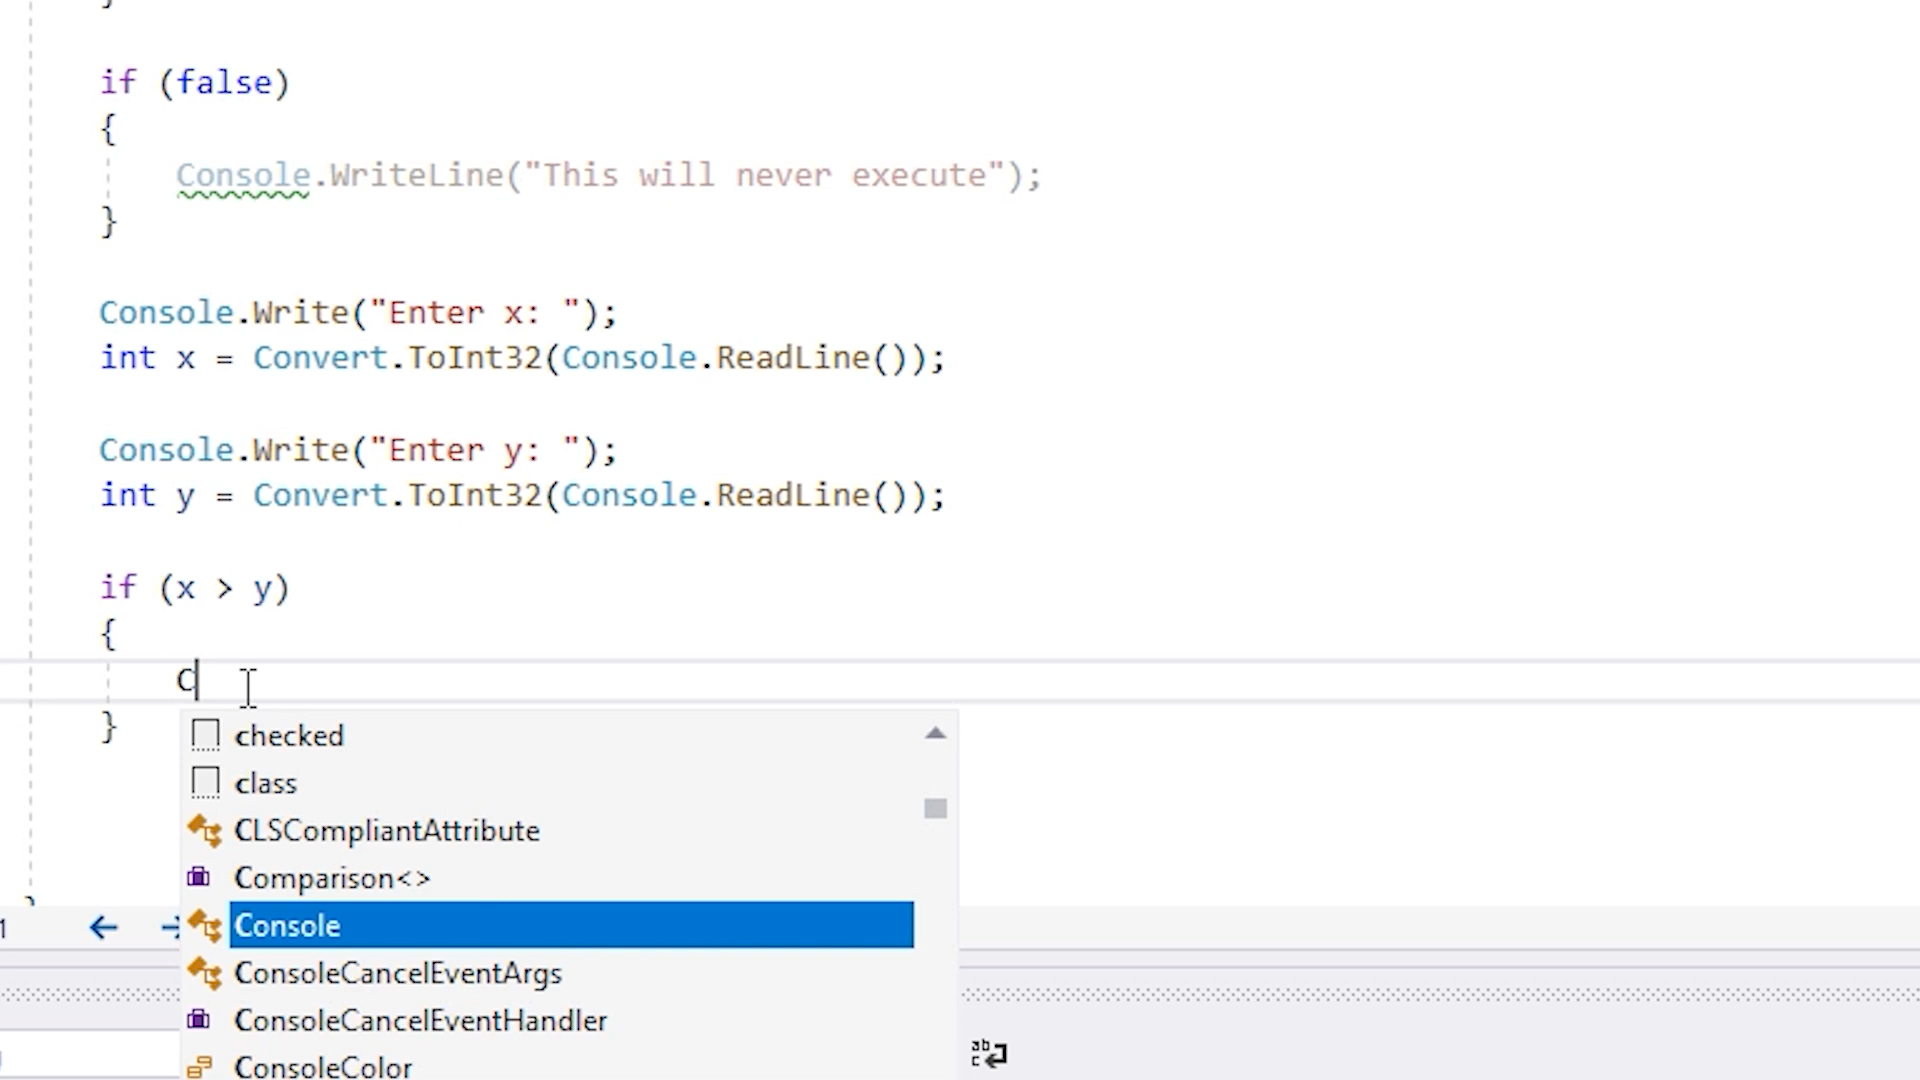 }
if (false)
{
Console.WriteLine("This will never execute");
}
Console.Write("Enter x: ");
int x = Convert.ToInt32(Console.ReadLine());
Console.Write("Enter y: ");
int y = Convert.ToInt32(Console.ReadLine());
if (x > y)
{
C
}
checked
class
CLSCompliantAttribute
Comparison<>
Console
ConsoleCancelEventArgs
ConsoleCancelEventHandler
ConsoleColor